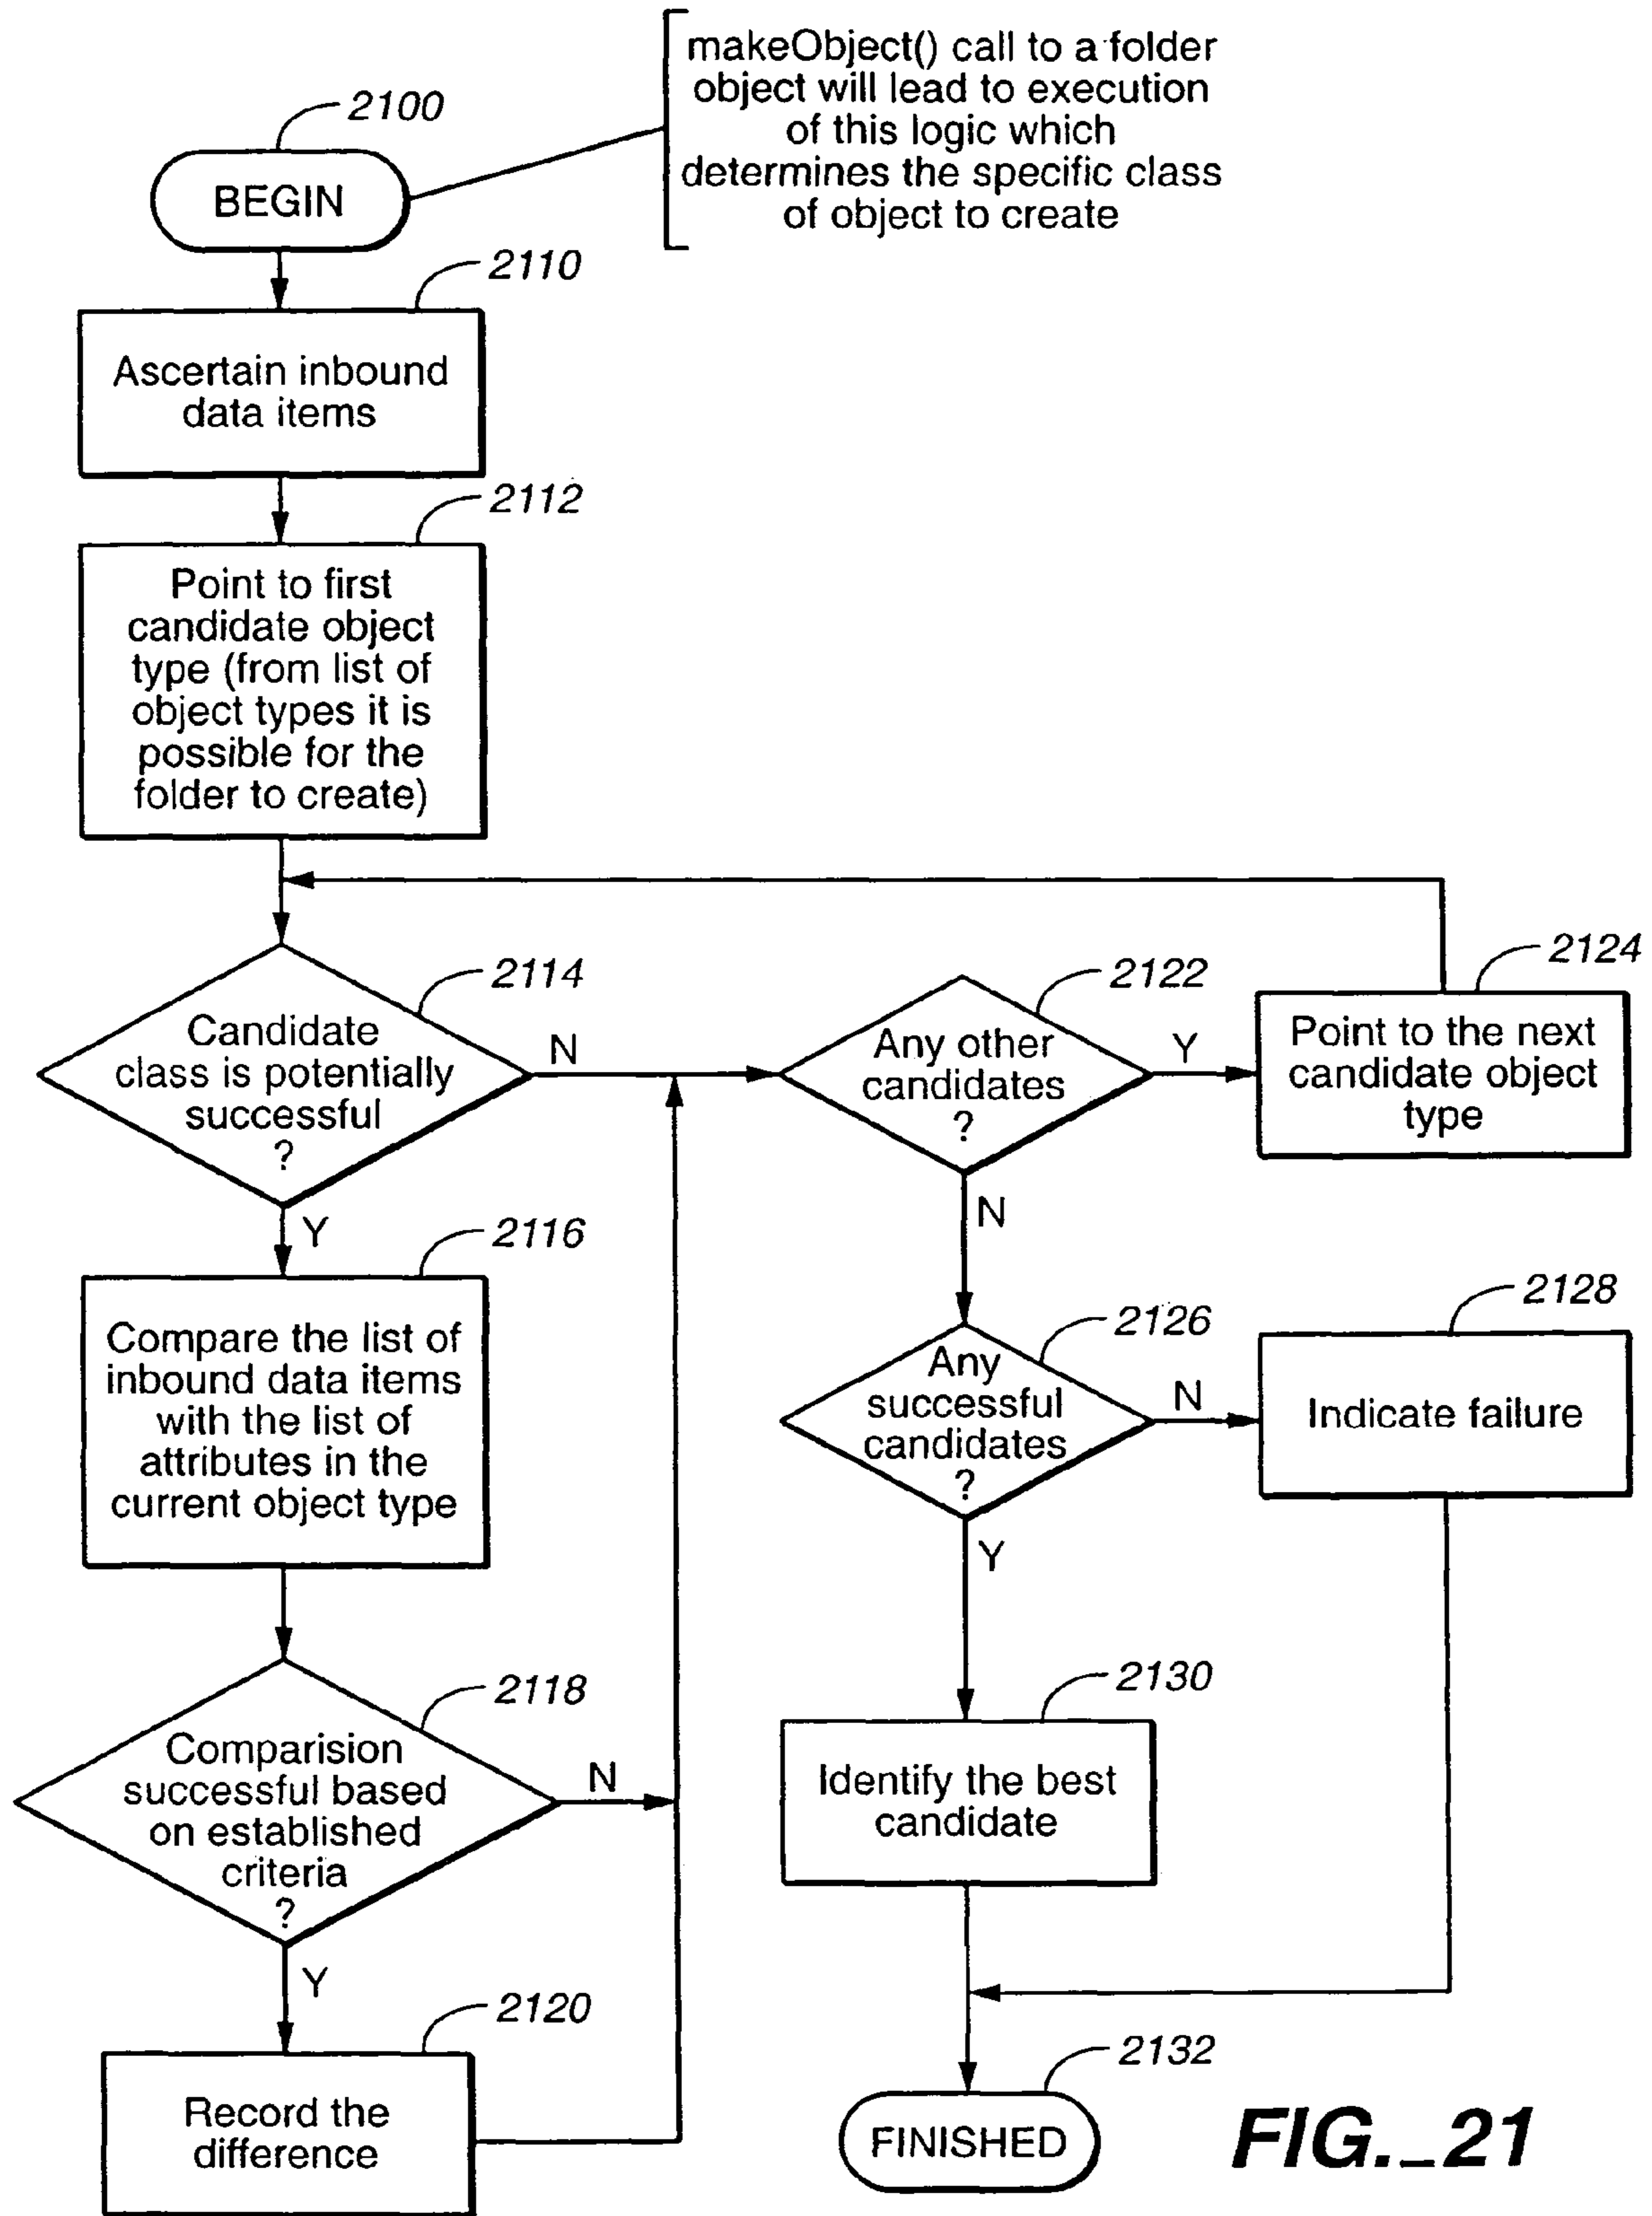 makeObject() call to a folder
object will lead to execution
of this logic which
determines the specific class
of object to create
2100
BEGIN
2110
Ascertain inbound
data items
2112
Point to first
candidate object
type (from list of
object types it is
possible for the
folder to create)
2114
Candidate
class is potentially
successful
?
N
Y
2122
Any other
candidates
?
Y
N
2124
Point to the next
candidate object
type
2116
Compare the list of
inbound data items
with the list of
attributes in the
current object type
2126
Any
successful
candidates
?
N
Y
2128
Indicate failure
2118
Comparision
successful based
on established
criteria
?
N
Y
2130
Identify the best
candidate
2120
Record the
difference
2132
FINISHED
FIG._21